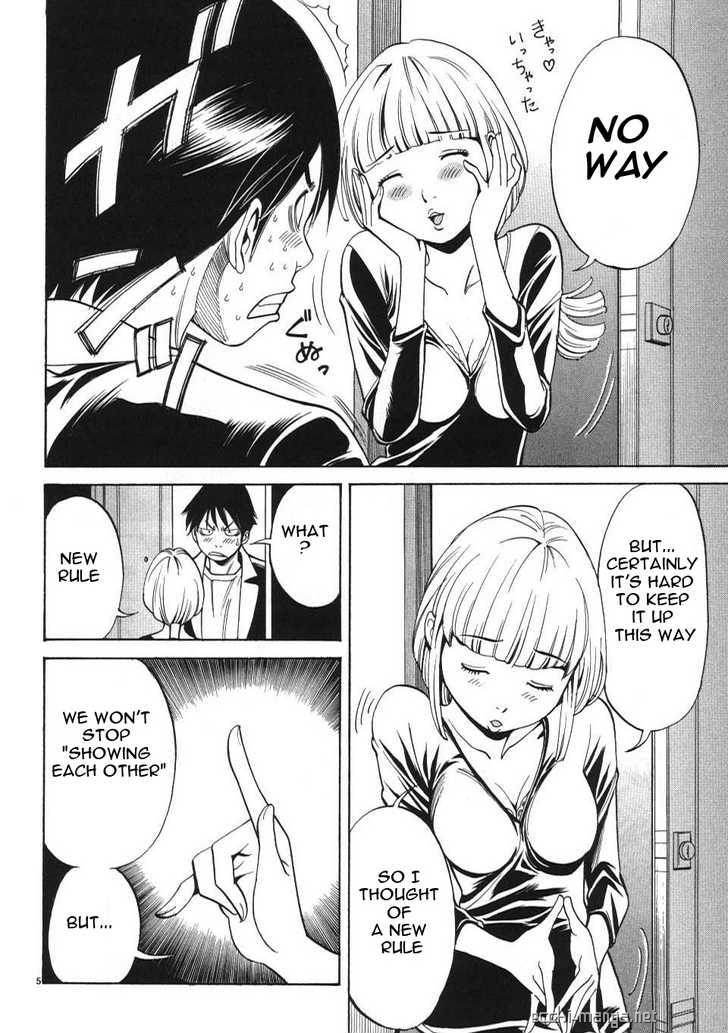 NO
WAY
きゃっ♡
いっちゃった
ガ
ぐぬっ
BUT...
CERTAINLY
IT'S HARD
TO KEEP
IT UP
THIS WAY
SO I
THOUGHT
OF
A NEW
RULE
WHAT
?
NEW
RULE
WE WON'T
STOP
"SHOWING
EACH OTHER"
BUT...
5